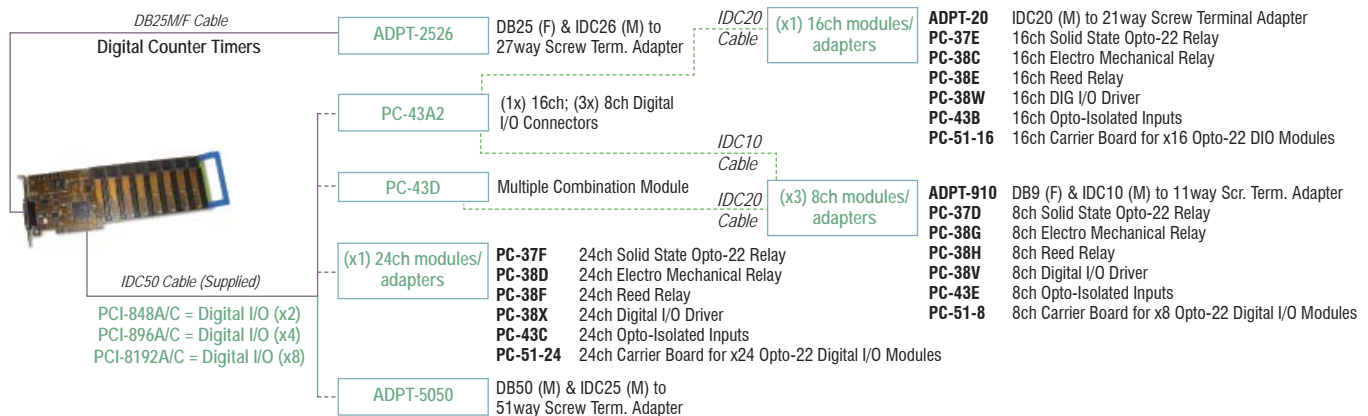 DB25M/F Cable
Digital Counter Timers
ADPT-2526
DB25 (F) & IDC26 (M) to
27way Screw Term. Adapter
IDC20
Cable
(x1) 16ch modules/
adapters
ADPT-20 IDC20 (M) to 21way Screw Terminal Adapter
PC-37E 16ch Solid State Opto-22 Relay
PC-38C 16ch Electro Mechanical Relay
PC-38E 16ch Reed Relay
PC-38W 16ch DIG I/O Driver
PC-43B 16ch Opto-Isolated Inputs
PC-51-16 16ch Carrier Board for x16 Opto-22 DIO Modules
PC-43A2
(1x) 16ch; (3x) 8ch Digital
I/O Connectors
IDC10
Cable
PC-43D
Multiple Combination Module
IDC20
Cable
(x3) 8ch modules/
adapters
ADPT-910 DB9 (F) & IDC10 (M) to 11way Scr. Term. Adapter
PC-37D 8ch Solid State Opto-22 Relay
PC-38G 8ch Electro Mechanical Relay
PC-38H 8ch Reed Relay
PC-38V 8ch Digital I/O Driver
PC-43E 8ch Opto-Isolated Inputs
PC-51-8 8ch Carrier Board for x8 Opto-22 Digital I/O Modules
(x1) 24ch modules/
adapters
PC-37F 24ch Solid State Opto-22 Relay
PC-38D 24ch Electro Mechanical Relay
PC-38F 24ch Reed Relay
PC-38X 24ch Digital I/O Driver
PC-43C 24ch Opto-Isolated Inputs
PC-51-24 24ch Carrier Board for x24 Opto-22 Digital I/O Modules
IDC50 Cable (Supplied)
PCI-848A/C = Digital I/O (x2)
PCI-896A/C = Digital I/O (x4)
PCI-8192A/C = Digital I/O (x8)
ADPT-5050
DB50 (M) & IDC25 (M) to
51way Screw Term. Adapter